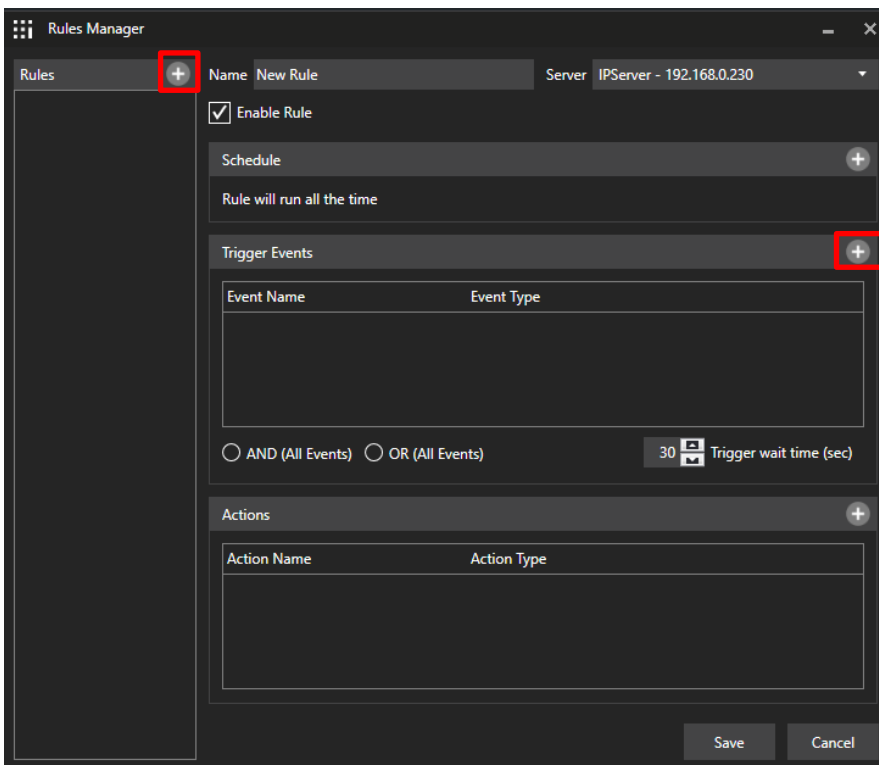 Rules Manager
Rules
Name New Rule Server IPServer - 192.168.0.230
Enable Rule
Schedule
Rule will run all the time
Trigger Events
Event Name Event Type
AND (All Events) OR (All Events) 30 Trigger wait time (sec)
Actions
Action Name Action Type
Save Cancel